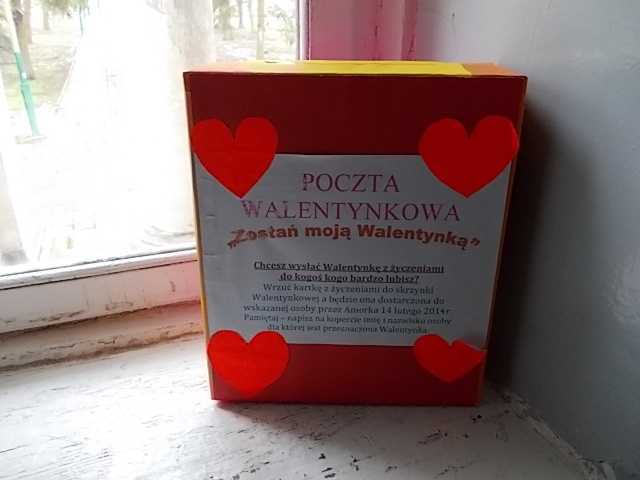 POCZTA
WALENTYNKOWA
„Zostań moją Walentynką”
Chcesz wysłać Walentynkę z życzeniami
do kogoś kogo bardzo lubisz?
Wrzuć kartkę z życzeniami do skrzynki
Walentynkowej a będzie ona dostarczona do
wskazanej osoby przez Amorka 14 lutego 2014r.
Pamiętaj – napisz na kopercie imię i nazwisko osoby
dla której jest przeznaczona Walentynka.